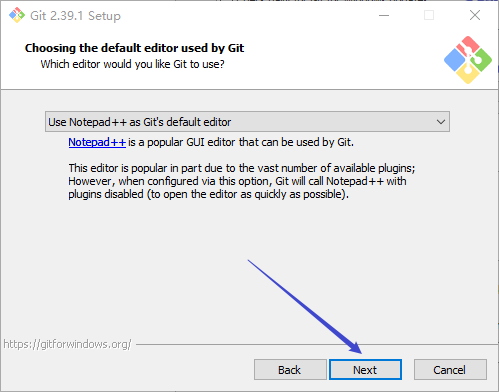 Git 2.39.1 Setup
Choosing the default editor used by Git
Which editor would you like Git to use?
Use Notepad++ as Git's default editor
Notepad++ is a popular GUI editor that can be used by Git.
This editor is popular in part due to the vast number of available plugins;
However, when configured via this option, Git will call Notepad++ with
plugins disabled (to open the editor as quickly as possible).
https://gitforwindows.org/
Back
Next
Cancel